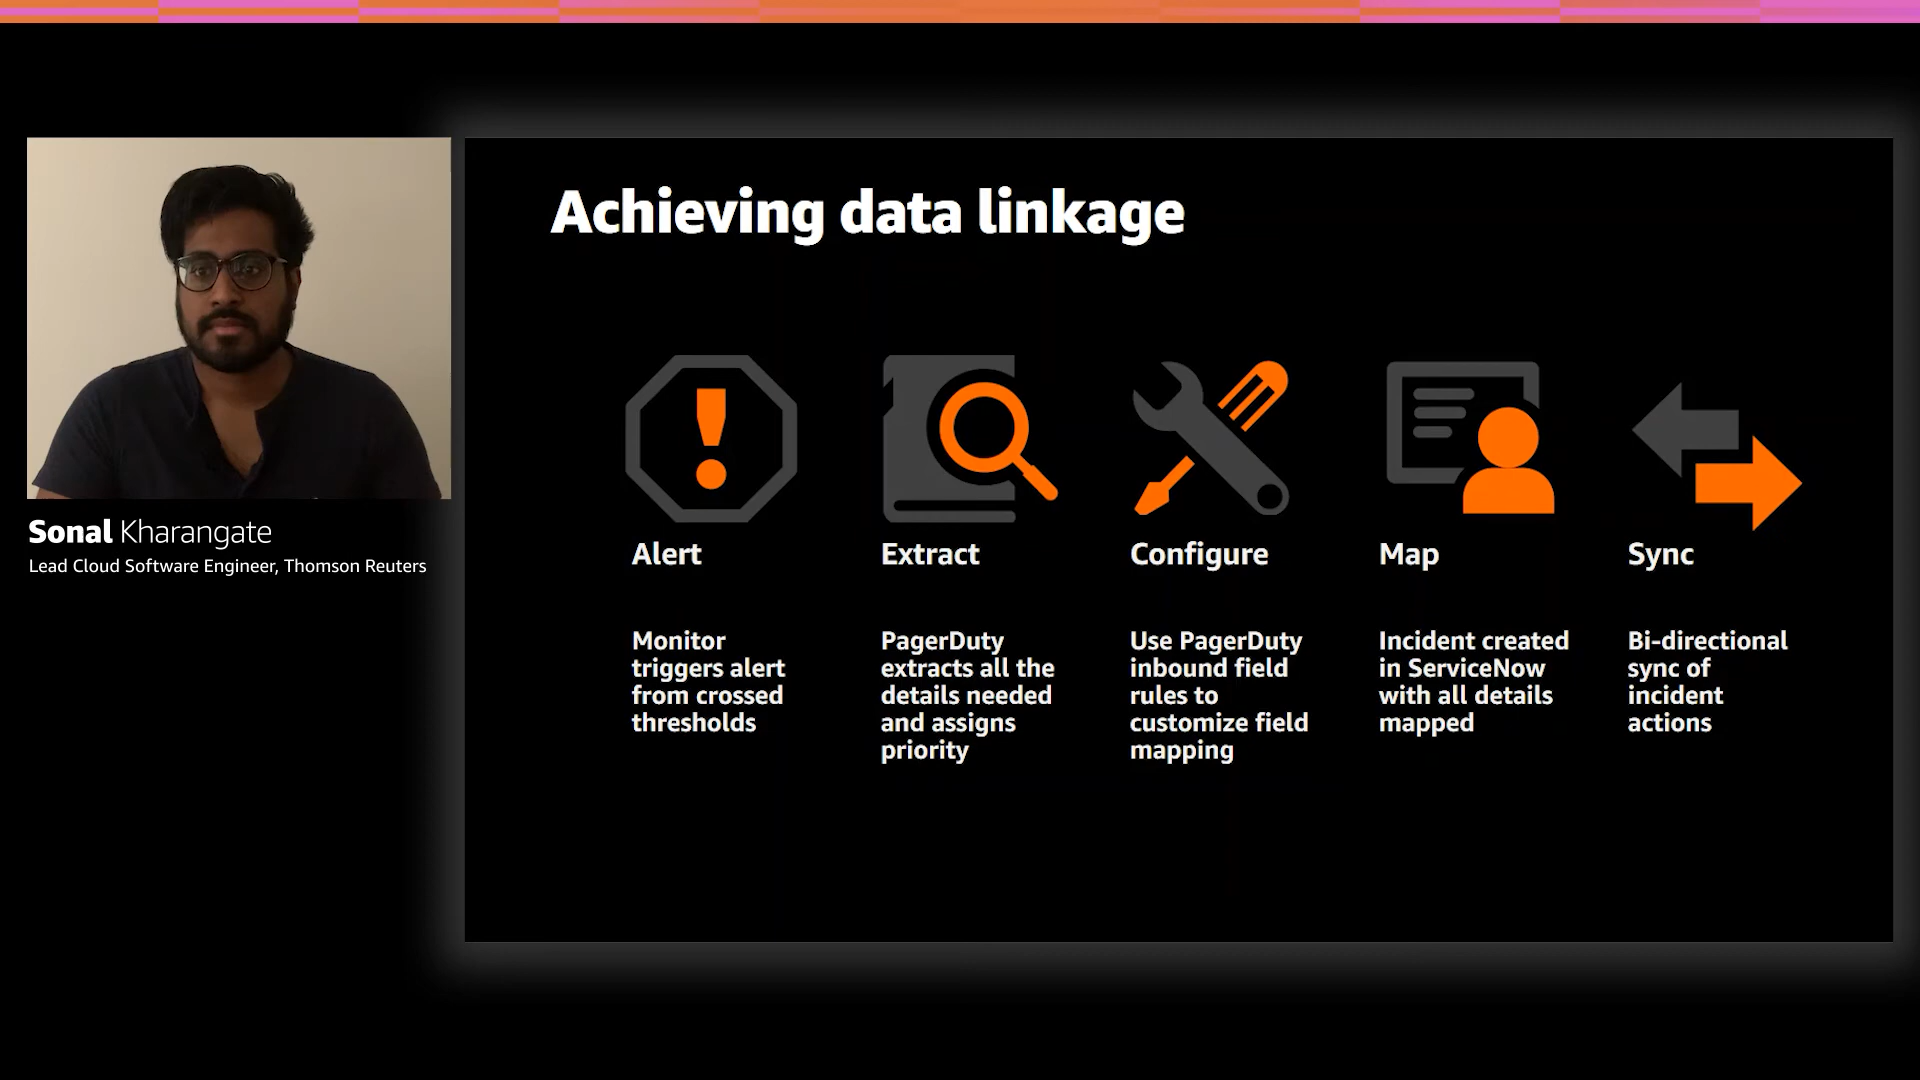 Achieving data linkage
Sonal Kharangate
Lead Cloud Software Engineer, Thomson Reuters
Alert
Monitor
triggers alert
from crossed
thresholds
Extract
PagerDuty
extracts all the
details needed
and assigns
priority
Configure
Use PagerDuty
inbound field
rules to
customize field
mapping
Map
Incident created
in ServiceNow
with all details
mapped
Sync
Bi-directional
sync of
incident
actions